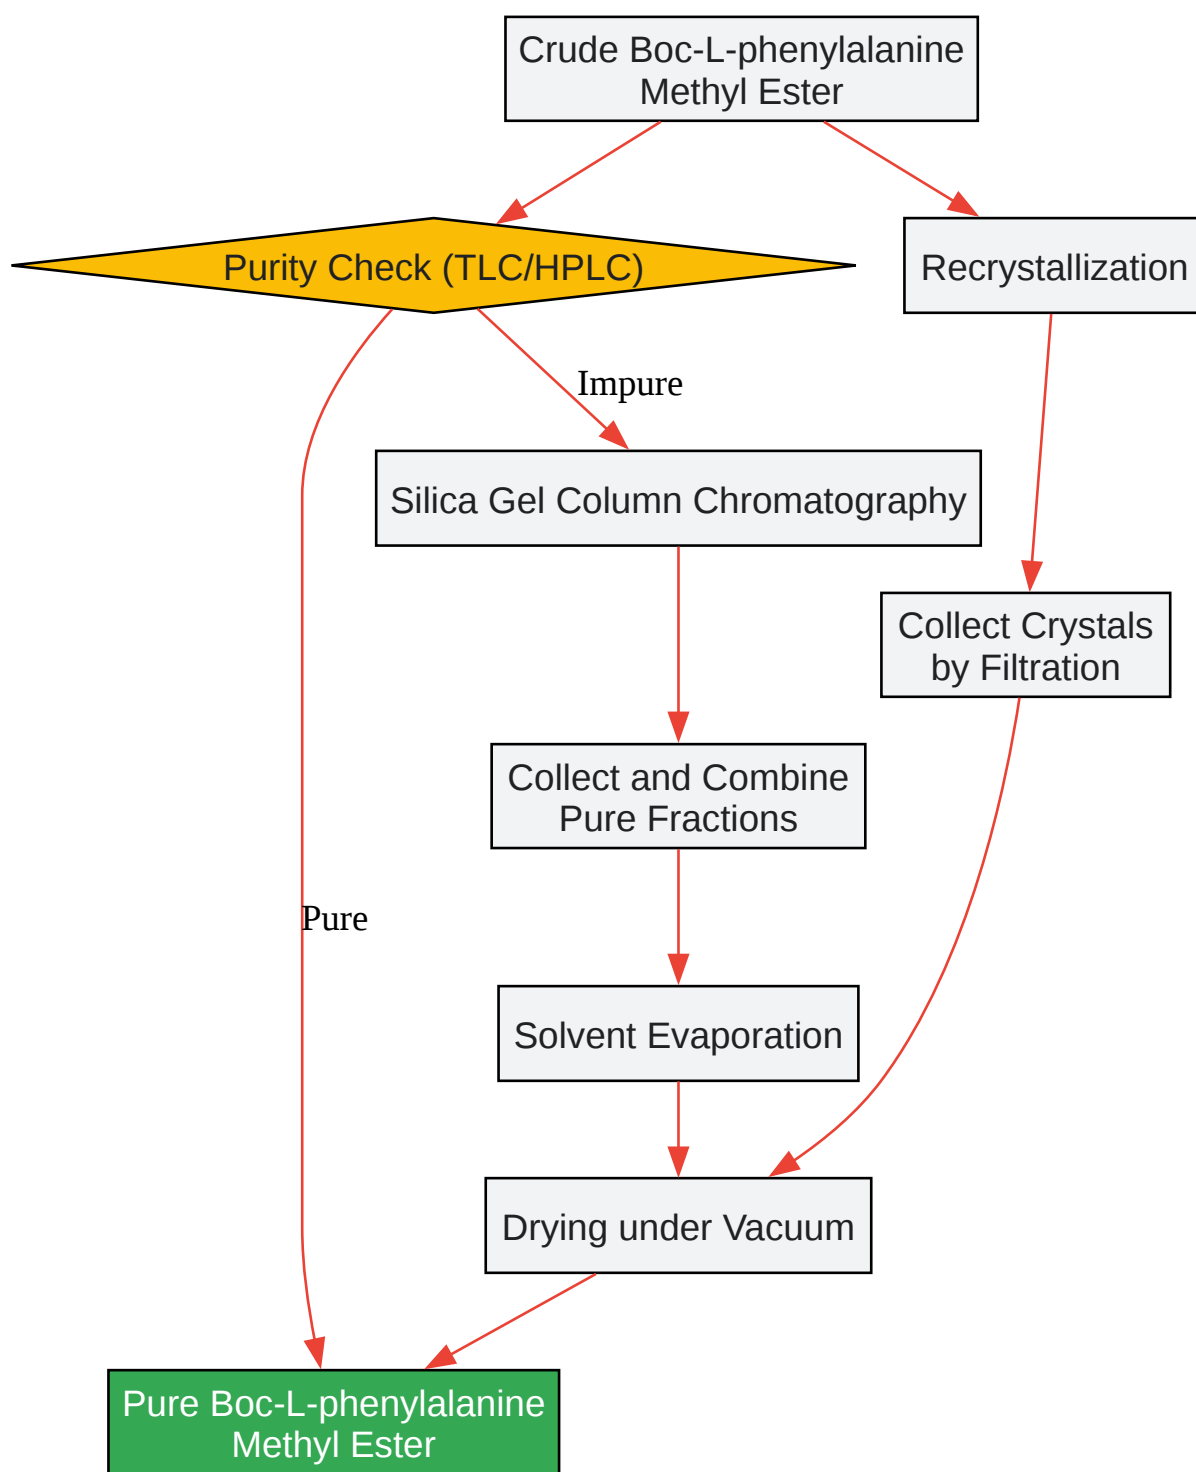 Crude Boc-L-phenylalanine
Methyl Ester
Purity Check (TLC/HPLC)
Recrystallization
Impure
Silica Gel Column Chromatography
Collect Crystals
by Filtration
Collect and Combine
Pure Fractions
Pure
Solvent Evaporation
Drying under Vacuum
Pure Boc-L-phenylalanine
Methyl Ester